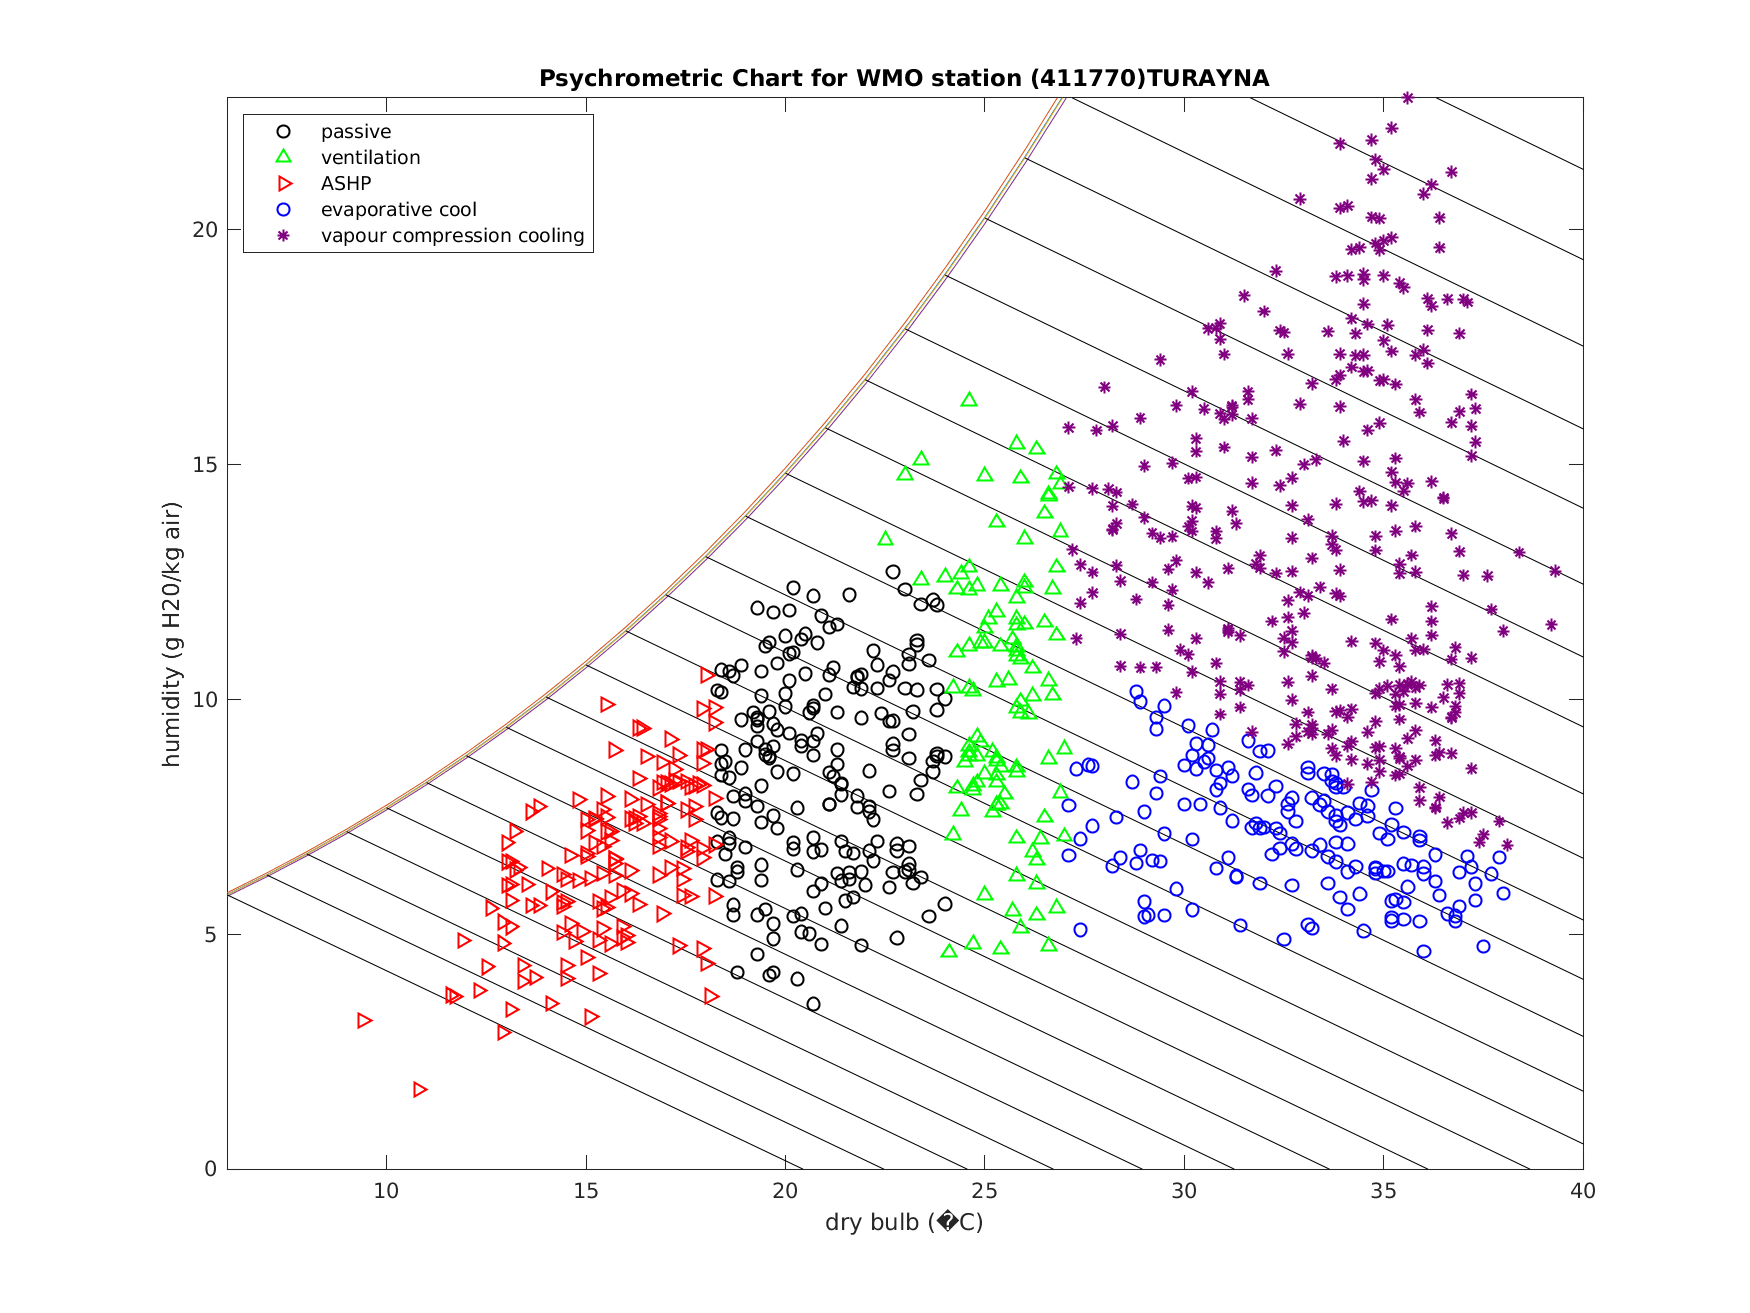 Psychrometric Chart for WMO station (411770)TURAYNA
passive
ventilation
ASHP
evaporative cool
vapour compression cooling
humidity (g H20/kg air)
20
15
10
5
0
10 15 20 25 30 35 40
dry bulb (�C)